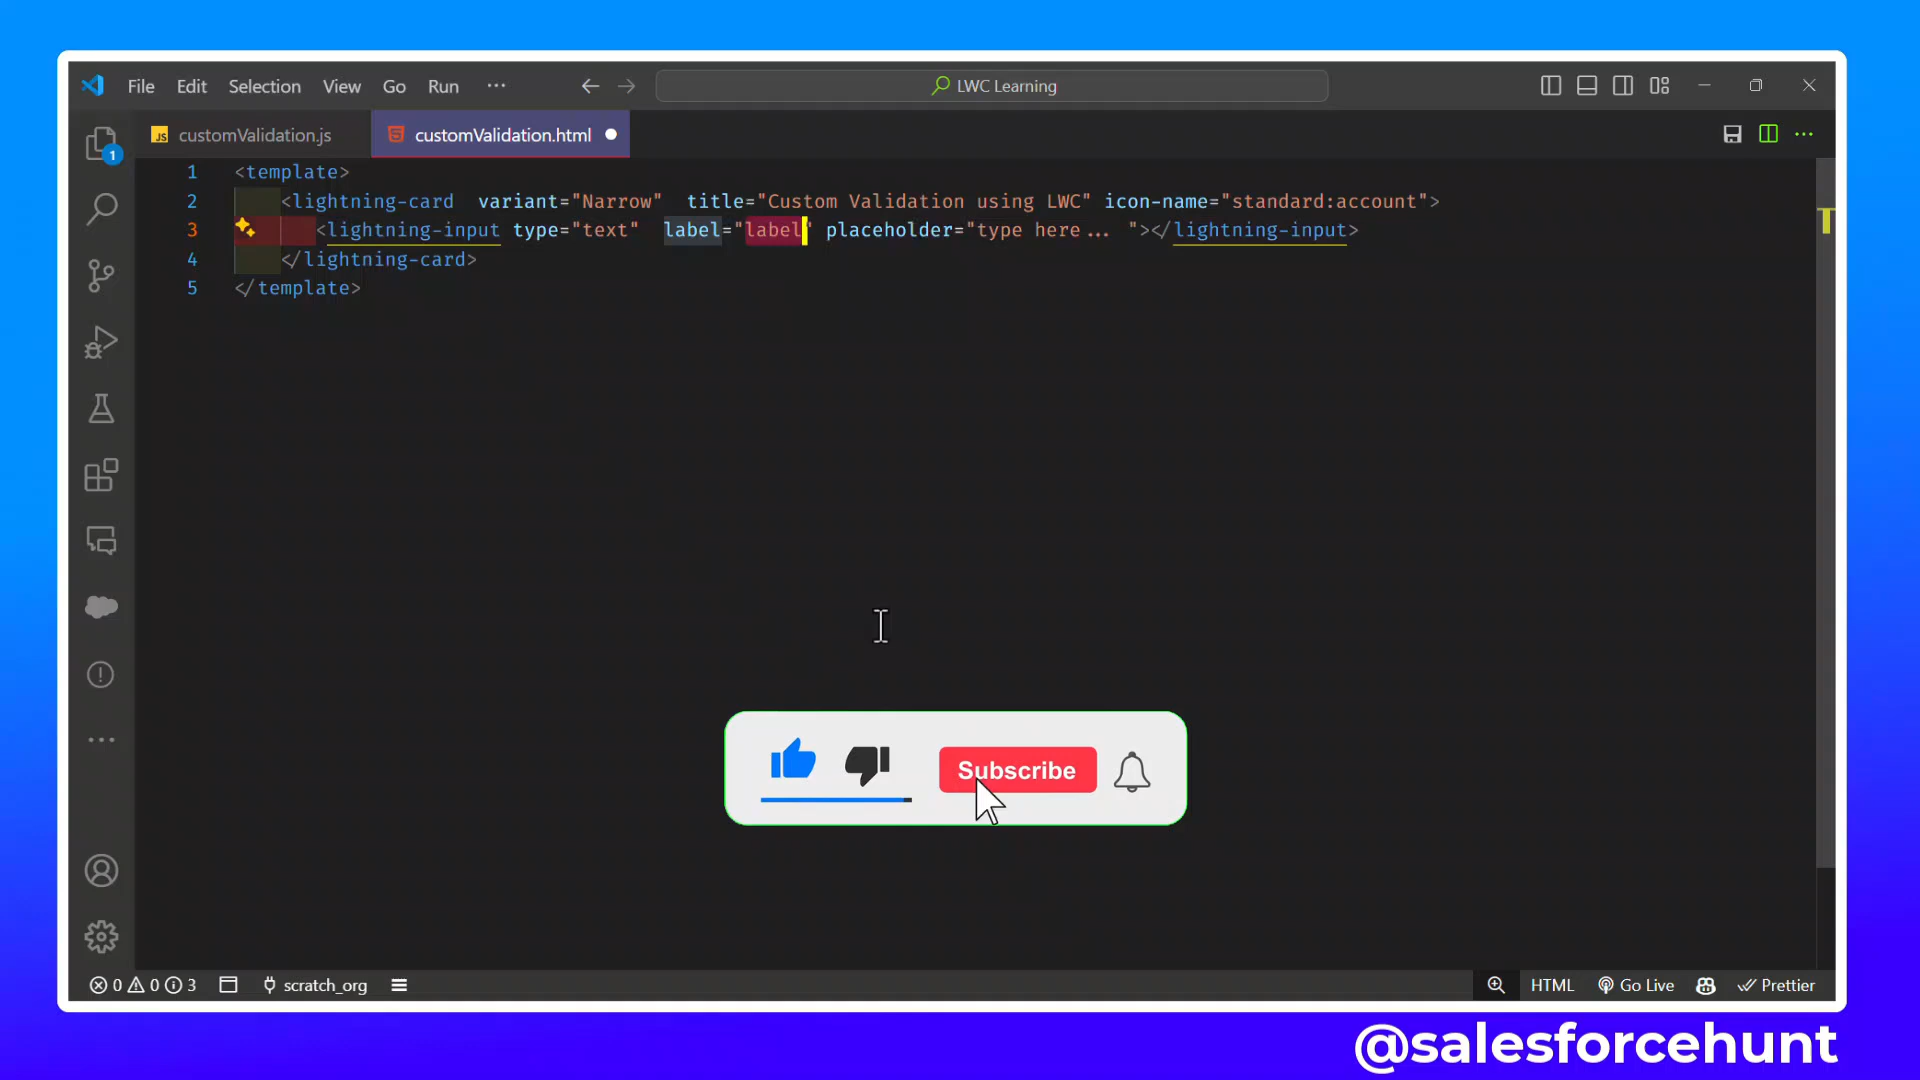 File Edit Selection View Go Run ··· LWC Learning
customValidation.js customValidation.html
1 <template>
2 <lightning-card variant="Narrow" title="Custom Validation using LWC" icon-name="standard:account">
3 <lightning-input type="text" label="label" placeholder="type here... "></lightning-input>
4 </lightning-card>
5 </template>
1
Subscribe
0 0 3 scratch_org HTML Go Live Prettier
@salesforcehunt